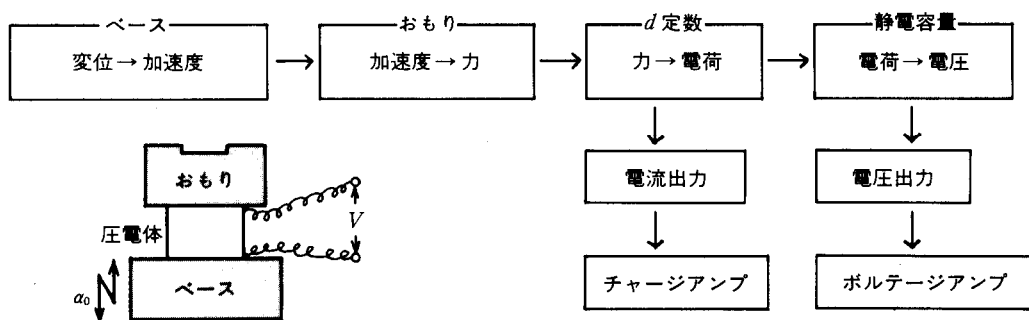 ベース
変位→加速度
おもり
加速度→力
d 定数
力→電荷
静電容量
電荷→電圧
電流出力
電圧出力
チャージアンプ
ボルテージアンプ
おもり
圧電体
V
α₀
ベース